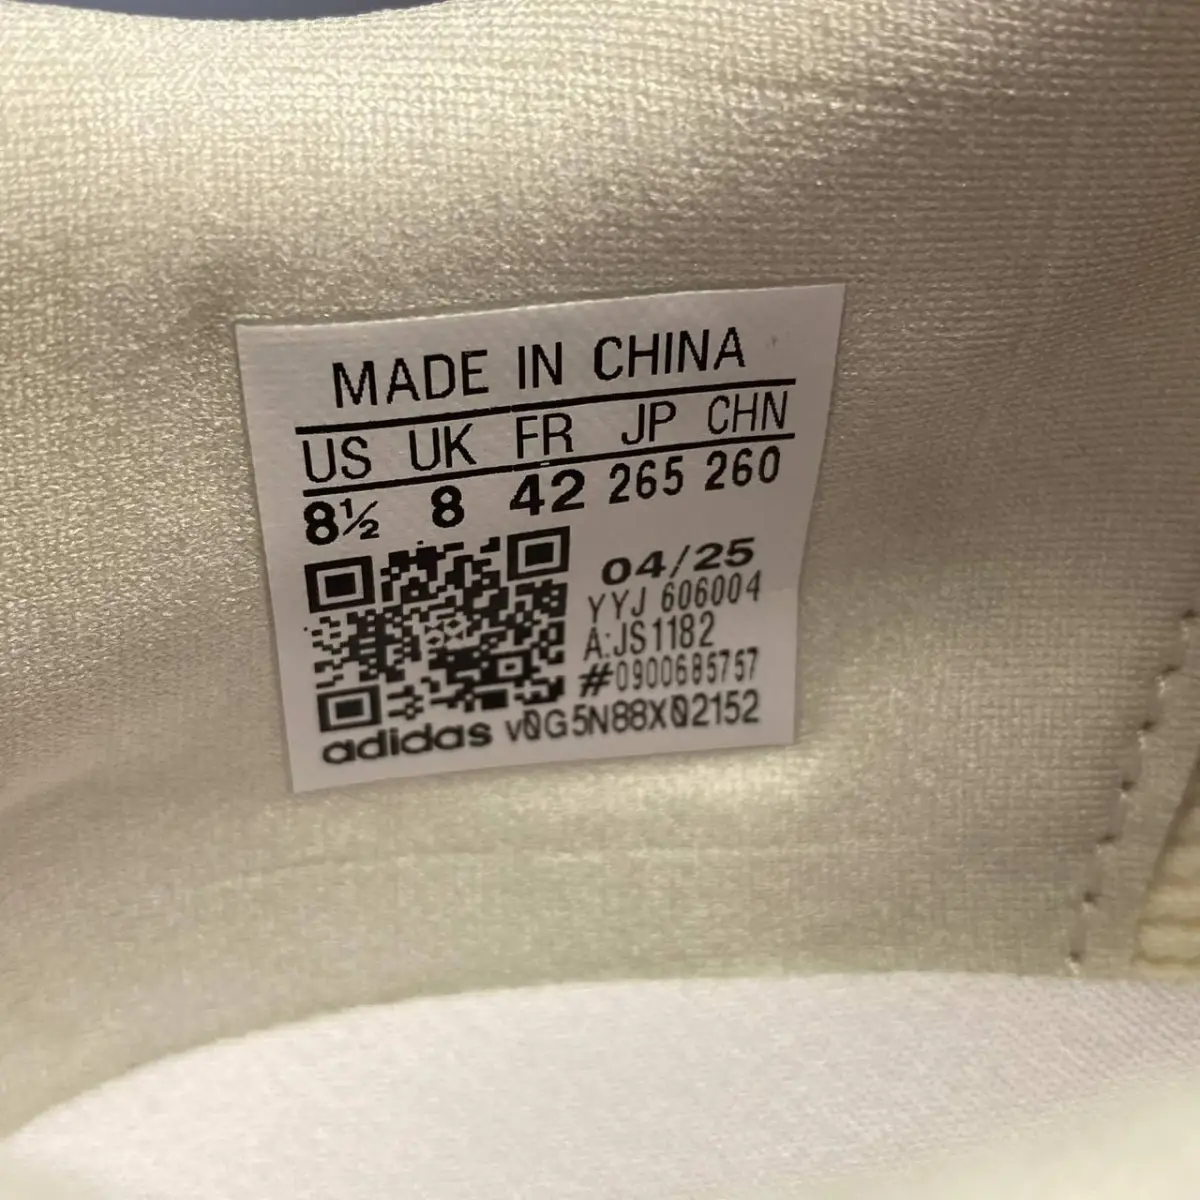 MADE IN CHINA
US UK FR JP CHN
8½ 8 42 265 260
04/25
YYJ 606004
A:JS1182
#0900685757
adidas v0G5N88X02152